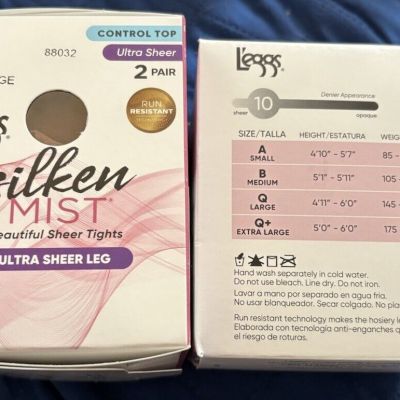 CONTROL TOP
88032
Ultra Sheer
2 PAIR
RUN
RESISTANT
TECHNOLOGY
silken
MIST
Beautiful Sheer Tights
ULTRA SHEER LEG
L'eggs
Denier Appearance
10
sheer
opaque
SIZE/TALLA HEIGHT/ESTATURA
A 4'10" - 5'7" 85 -
SMALL
B 5'1" - 5'11" 105 -
MEDIUM
Q 4'11" - 6'0" 145 -
LARGE
Q+ 5'0" - 6'0" 175
EXTRA LARGE
Hand wash separately in cold water.
Do not use bleach. Line dry. Do not iron.
Lavar a mano por separado en agua fria.
No usar blanqueador. Secar colgado. No planc
Run resistant technology makes the hosiery le
Elaborada con tecnología anti-enganches q
el riesgo de roturas.